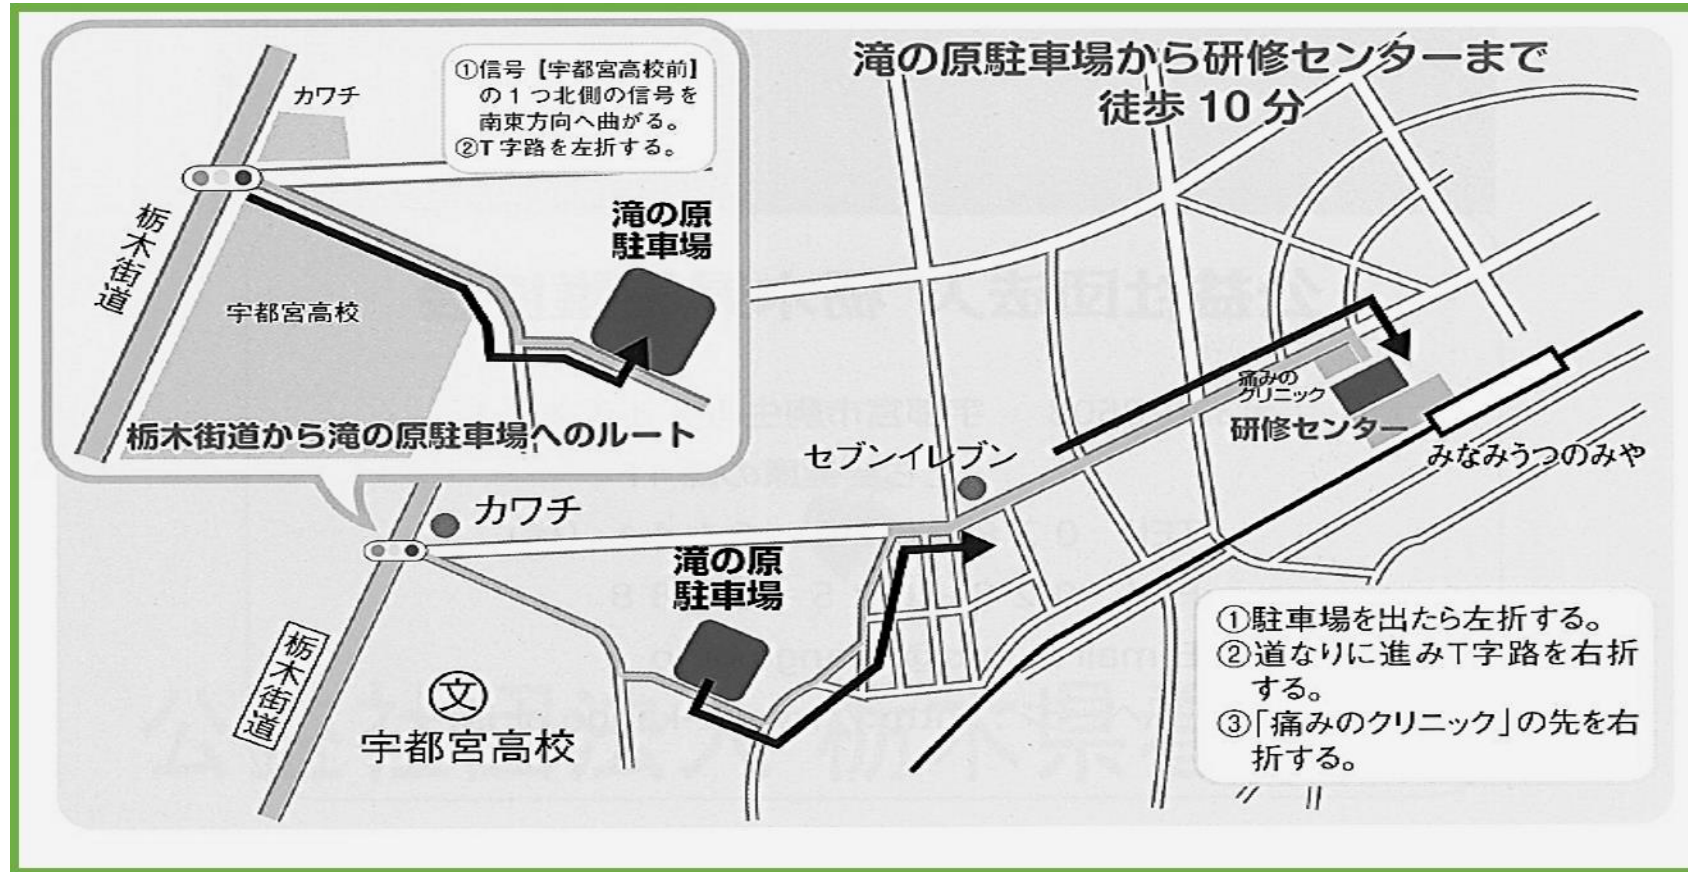 滝の原駐車場から研修センターまで
徒歩 10 分
①信号【宇都宮高校前】
の1つ北側の信号を
南東方向へ曲がる。
②T字路を左折する。
カワチ
栃木街道
滝の原
駐車場
宇都宮高校
栃木街道から滝の原駐車場へのルート
痛みの
クリニック
研修センター
みなみうつのみや
セブンイレブン
カワチ
滝の原
駐車場
栃木街道
文
宇都宮高校
①駐車場を出たら左折する。
②道なりに進みT字路を右折
する。
③「痛みのクリニック」の先を右
折する。